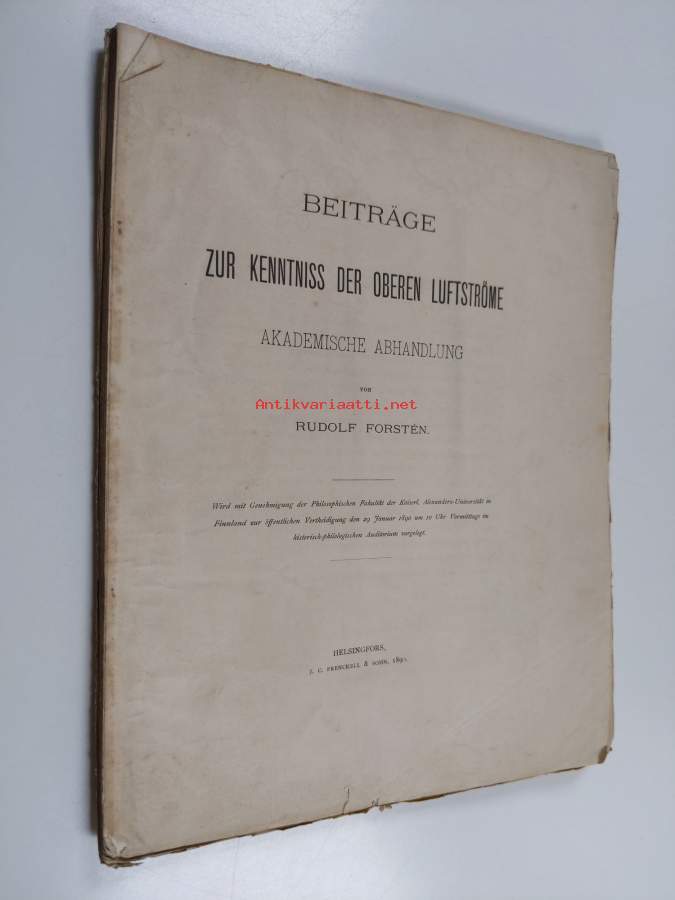 BEITRÄGE
ZUR KENNTNISS DER OBEREN LUFTSTRÖME
AKADEMISCHE ABHANDLUNG
VON
Antikvariaatti.net
RUDOLF FORSTÉN.
Wird mit Genehmigung der Philosophischen Fakultät der Kaiserl. Alexanders-Universität in
Finnland zur öffentlichen Vertheidigung den 29 Januar 1890 um 10 Uhr Vormittags im
historisch-philologischen Auditorium vorgelegt.
HELSINGFORS,
J. C. FRENCKELL & SOHN, 1890.